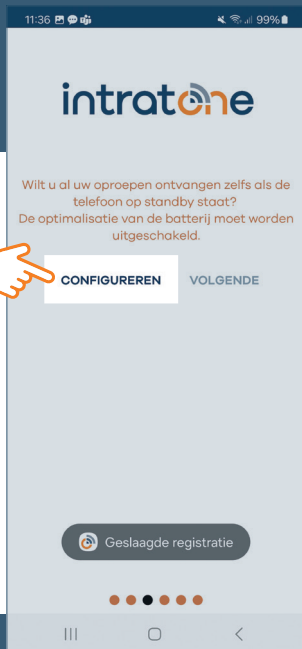 11:36 99%
intratone
Wilt u al uw oproepen ontvangen zelfs als de
telefoon op standby staat?
De optimalisatie van de batterij moet worden
uitgeschakeld.
CONFIGUREREN VOLGENDE
Geslaagde registratie